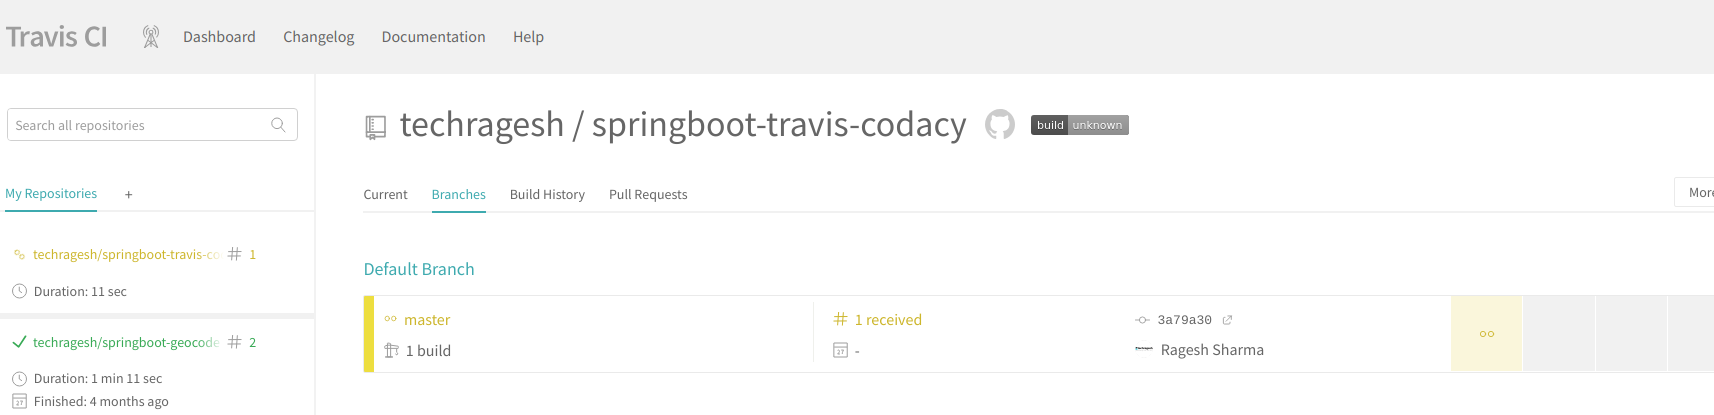 Travis CI
Dashboard
Changelog
Documentation
Help
Search all repositories
My Repositories
+
techragesh/springboot-travis-co
# 1
Duration: 11 sec
techragesh/springboot-geocode
# 2
Duration: 1 min 11 sec
27
Finished: 4 months ago
techragesh / springboot-travis-codacy
build unknown
Current
Branches
Build History
Pull Requests
More
Default Branch
master
# 1 received
3a79a30
1 build
27
-
Ragesh Sharma